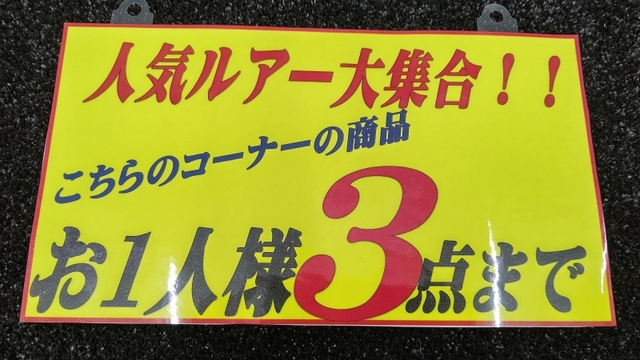 人気ルアー大集合！！
こちらのコーナーの商品
お1人様3点まで